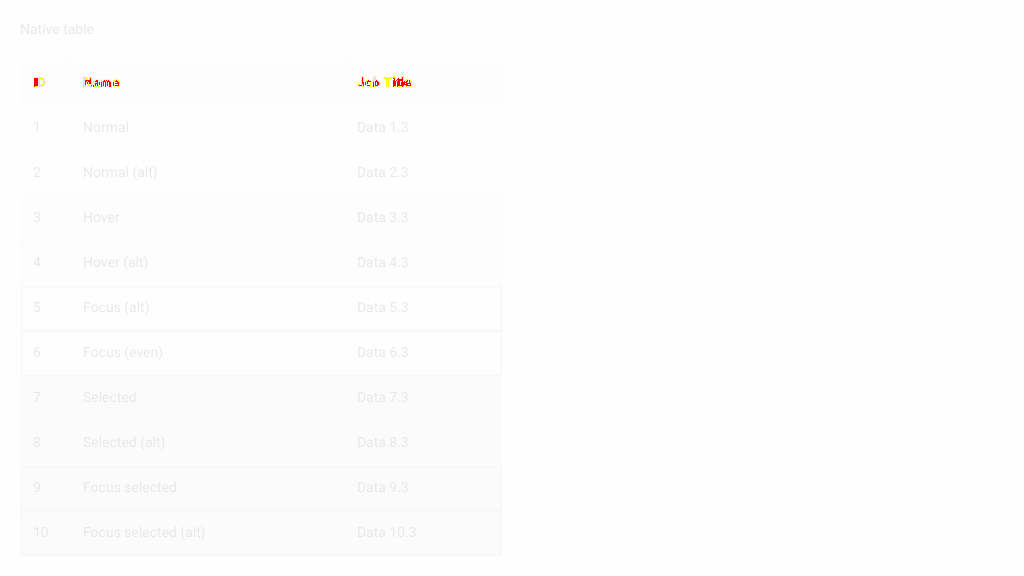 Native table
ID Name Job Title
1 Normal Data 1.3
2 Normal (alt) Data 2.3
3 Hover Data 3.3
4 Hover (alt) Data 4.3
5 Focus (alt) Data 5.3
6 Focus (even) Data 6.3
7 Selected Data 7.3
8 Selected (alt) Data 8.3
9 Focus selected Data 9.3
10 Focus selected (alt) Data 10.3